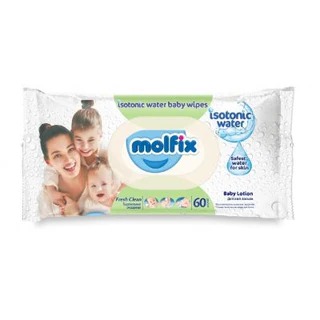 isotonic water baby wipes
isotonic
water
molfix
Safest
water
for skin
Fresh Clean
Baby Lotion
60